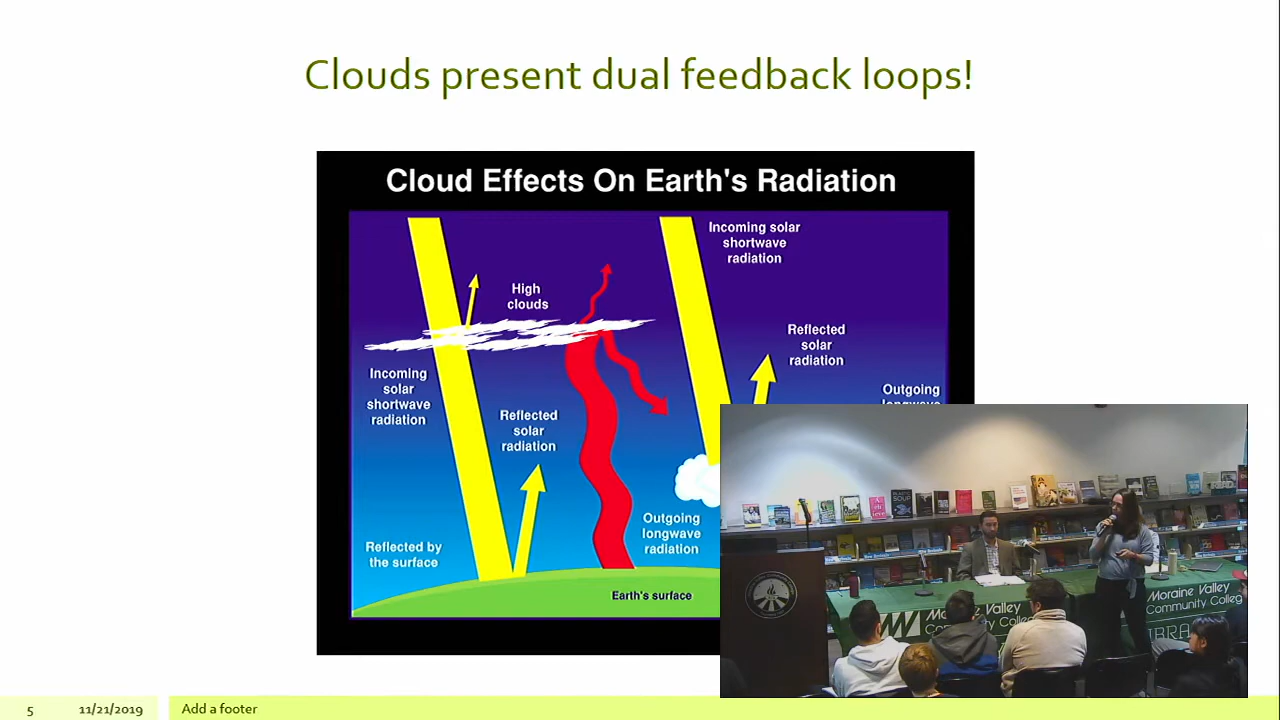 Clouds present dual feedback loops!
Cloud Effects On Earth's Radiation
Incoming solar
shortwave
radiation
High
clouds
Reflected
solar
radiation
Incoming
solar
shortwave
radiation
Outgoing
longwave
Reflected
solar
radiation
Outgoing
longwave
radiation
Reflected by
the surface
Earth's surface
Moraine Valley
Community Colleg
Moraine Valley
Community Colle
5
11/21/2019
Add a footer